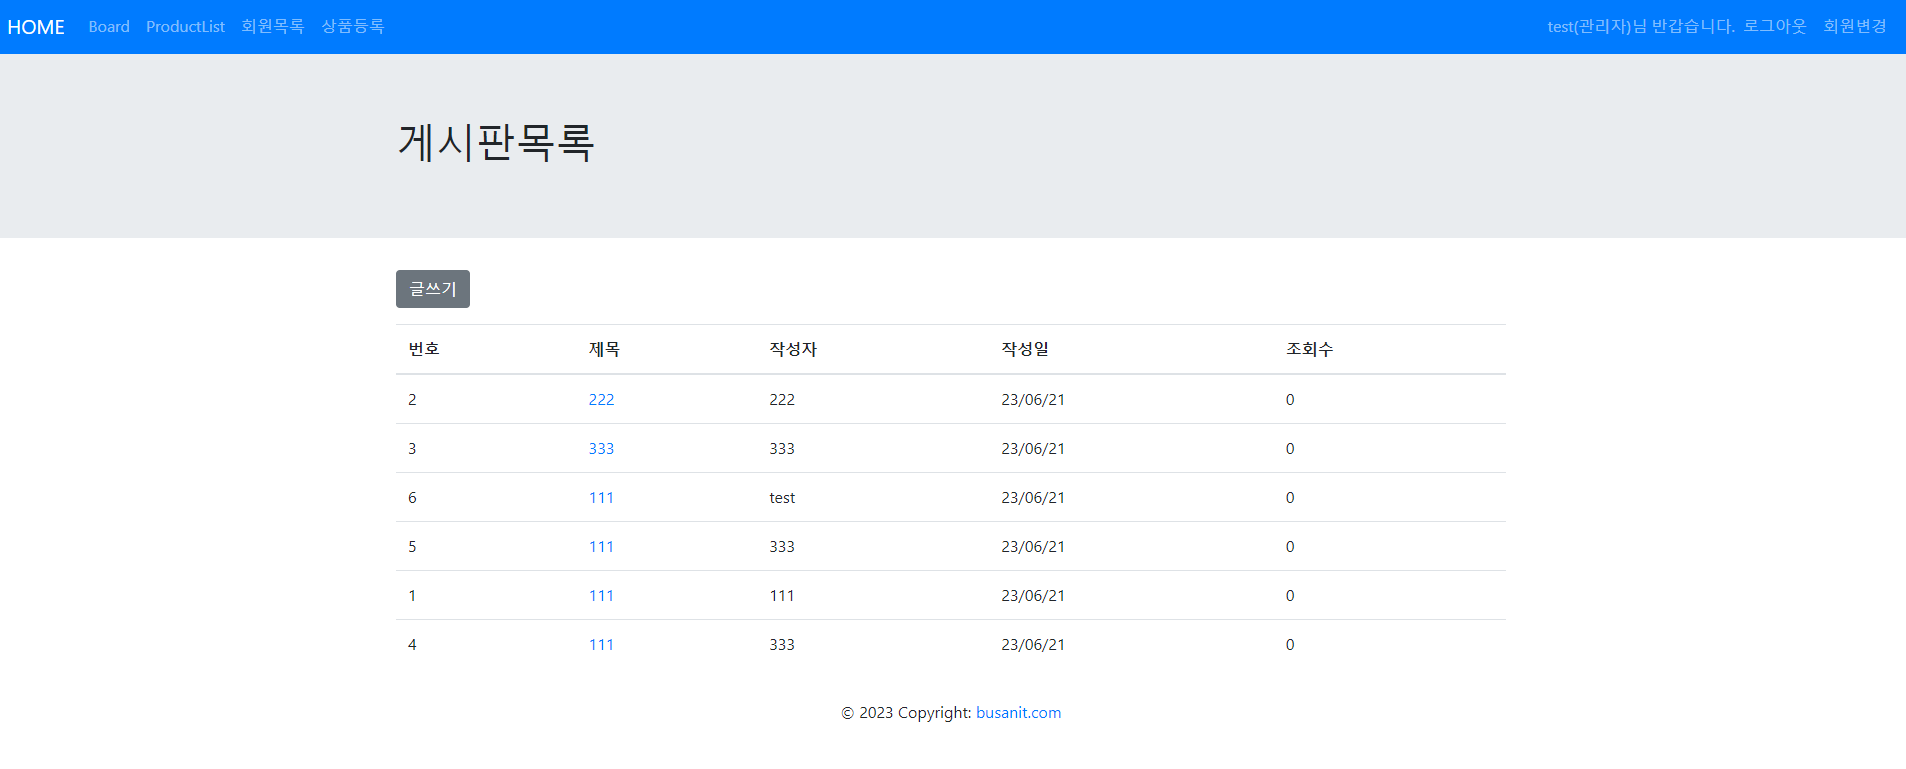 HOME Board ProductList 회원목록 상품등록 test(관리자)님 반갑습니다. 로그아웃 회원변경
게시판목록
글쓰기
번호 제목 작성자 작성일 조회수
2 222 222 23/06/21 0
3 333 333 23/06/21 0
6 111 test 23/06/21 0
5 111 333 23/06/21 0
1 111 111 23/06/21 0
4 111 333 23/06/21 0
© 2023 Copyright: busanit.com